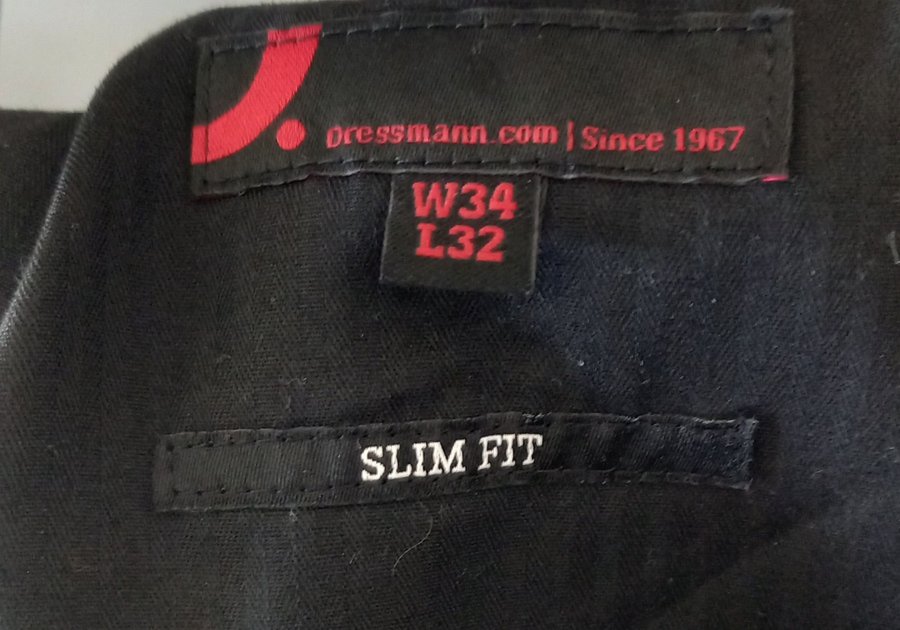 Dressmann.com | Since 1967
W34
L32
SLIM FIT